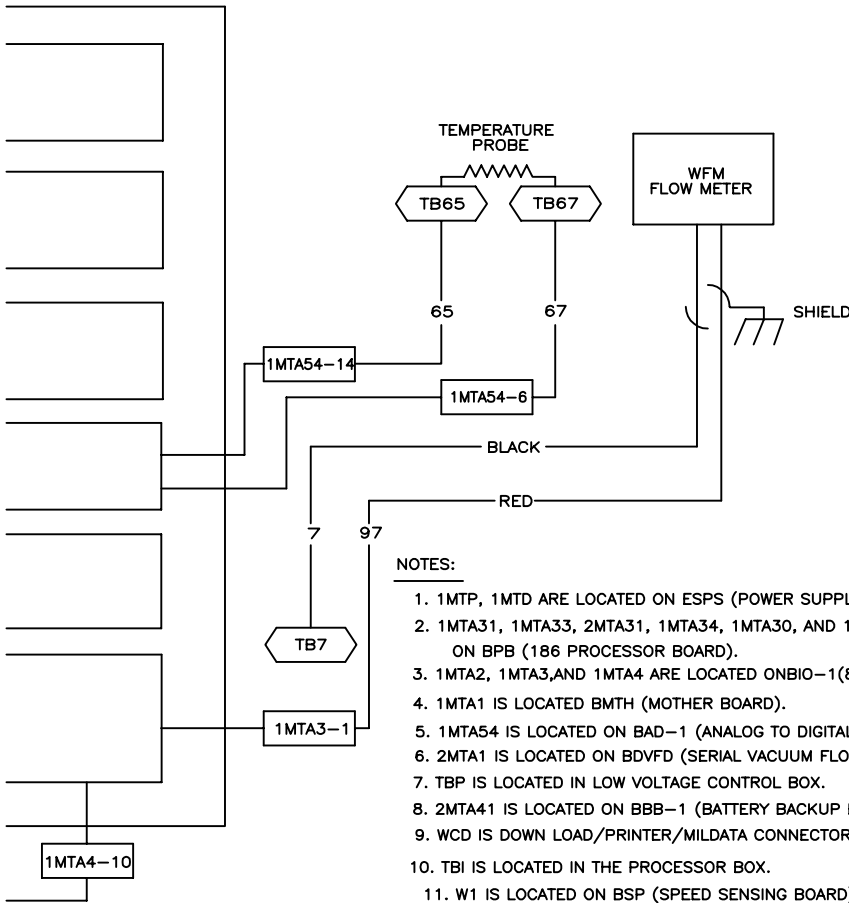 TEMPERATURE
PROBE
WFM
FLOW METER
TB65
TB67
65
67
SHIELD
1MTA54-14
1MTA54-6
BLACK
RED
7
97
NOTES:
1. 1MTP, 1MTD ARE LOCATED ON ESPS (POWER SUPPL
TB7
2. 1MTA31, 1MTA33, 2MTA31, 1MTA34, 1MTA30, AND 1
ON BPB (186 PROCESSOR BOARD).
3. 1MTA2, 1MTA3,AND 1MTA4 ARE LOCATED ONBIO-1(8
4. 1MTA1 IS LOCATED BMTH (MOTHER BOARD).
1MTA3-1
5. 1MTA54 IS LOCATED ON BAD-1 (ANALOG TO DIGITAL
6. 2MTA1 IS LOCATED ON BDVFD (SERIAL VACUUM FLO
7. TBP IS LOCATED IN LOW VOLTAGE CONTROL BOX.
8. 2MTA41 IS LOCATED ON BBB-1 (BATTERY BACKUP
9. WCD IS DOWN LOAD/PRINTER/MILDATA CONNECTOR
1MTA4-10
10. TBI IS LOCATED IN THE PROCESSOR BOX.
11. W1 IS LOCATED ON BSP (SPEED SENSING BOARD)